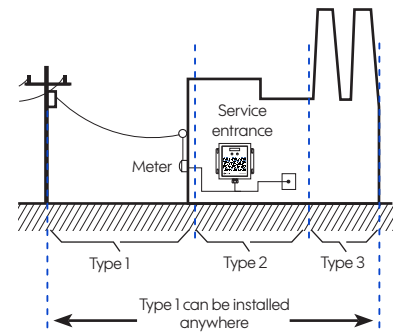 Service
entrance
Meter
Type 1
Type 2
Type 3
Type 1 can be installed
anywhere